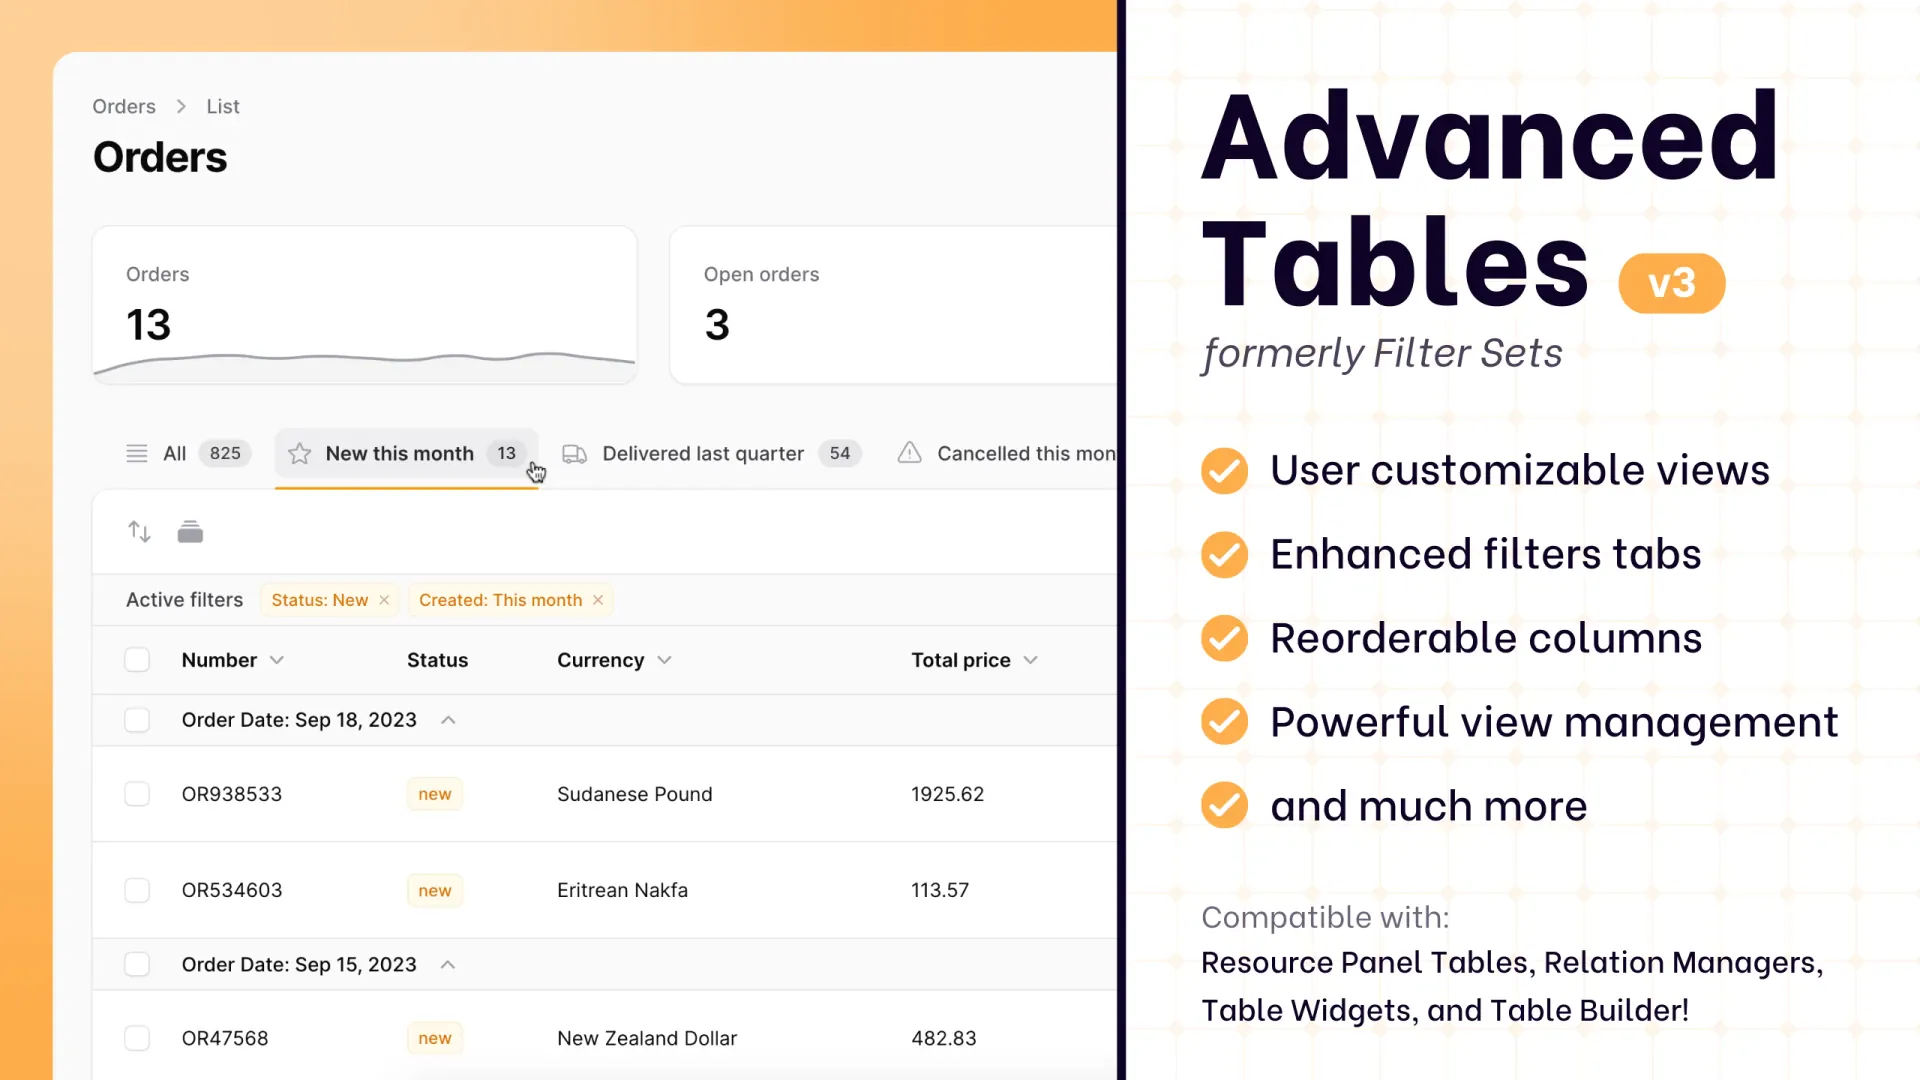 Orders > List
Orders
Orders
13
Open orders
3
All 825 New this month 13 Delivered last quarter 54 Cancelled this mon
Active filters Status: New × Created: This month ×
Number Status Currency Total price
Order Date: Sep 18, 2023
OR938533 new Sudanese Pound 1925.62
OR534603 new Eritrean Nakfa 113.57
Order Date: Sep 15, 2023
OR47568 new New Zealand Dollar 482.83
Advanced
Tables v3
formerly Filter Sets
User customizable views
Enhanced filters tabs
Reorderable columns
Powerful view management
and much more
Compatible with:
Resource Panel Tables, Relation Managers,
Table Widgets, and Table Builder!